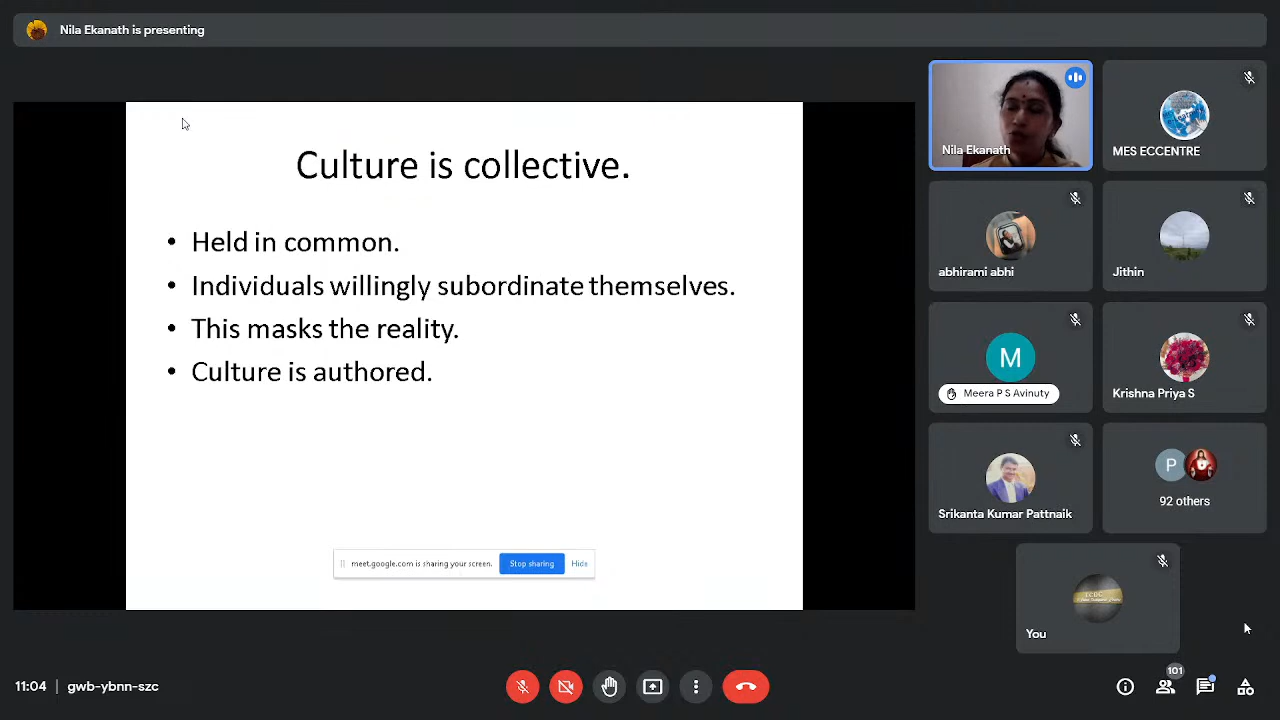 Nila Ekanath is presenting
Culture is collective.
• Held in common.
• Individuals willingly subordinate themselves.
• This masks the reality.
• Culture is authored.
meet.google.com is sharing your screen.
Stop sharing
Hide
Nila Ekanath
MES ECCENTRE
abhirami abhi
Jithin
M
Meera P S Avinuty
Krishna Priya S
Srikanta Kumar Pattnaik
P
92 others
You
11:04 | gwb-ybnn-szc
101